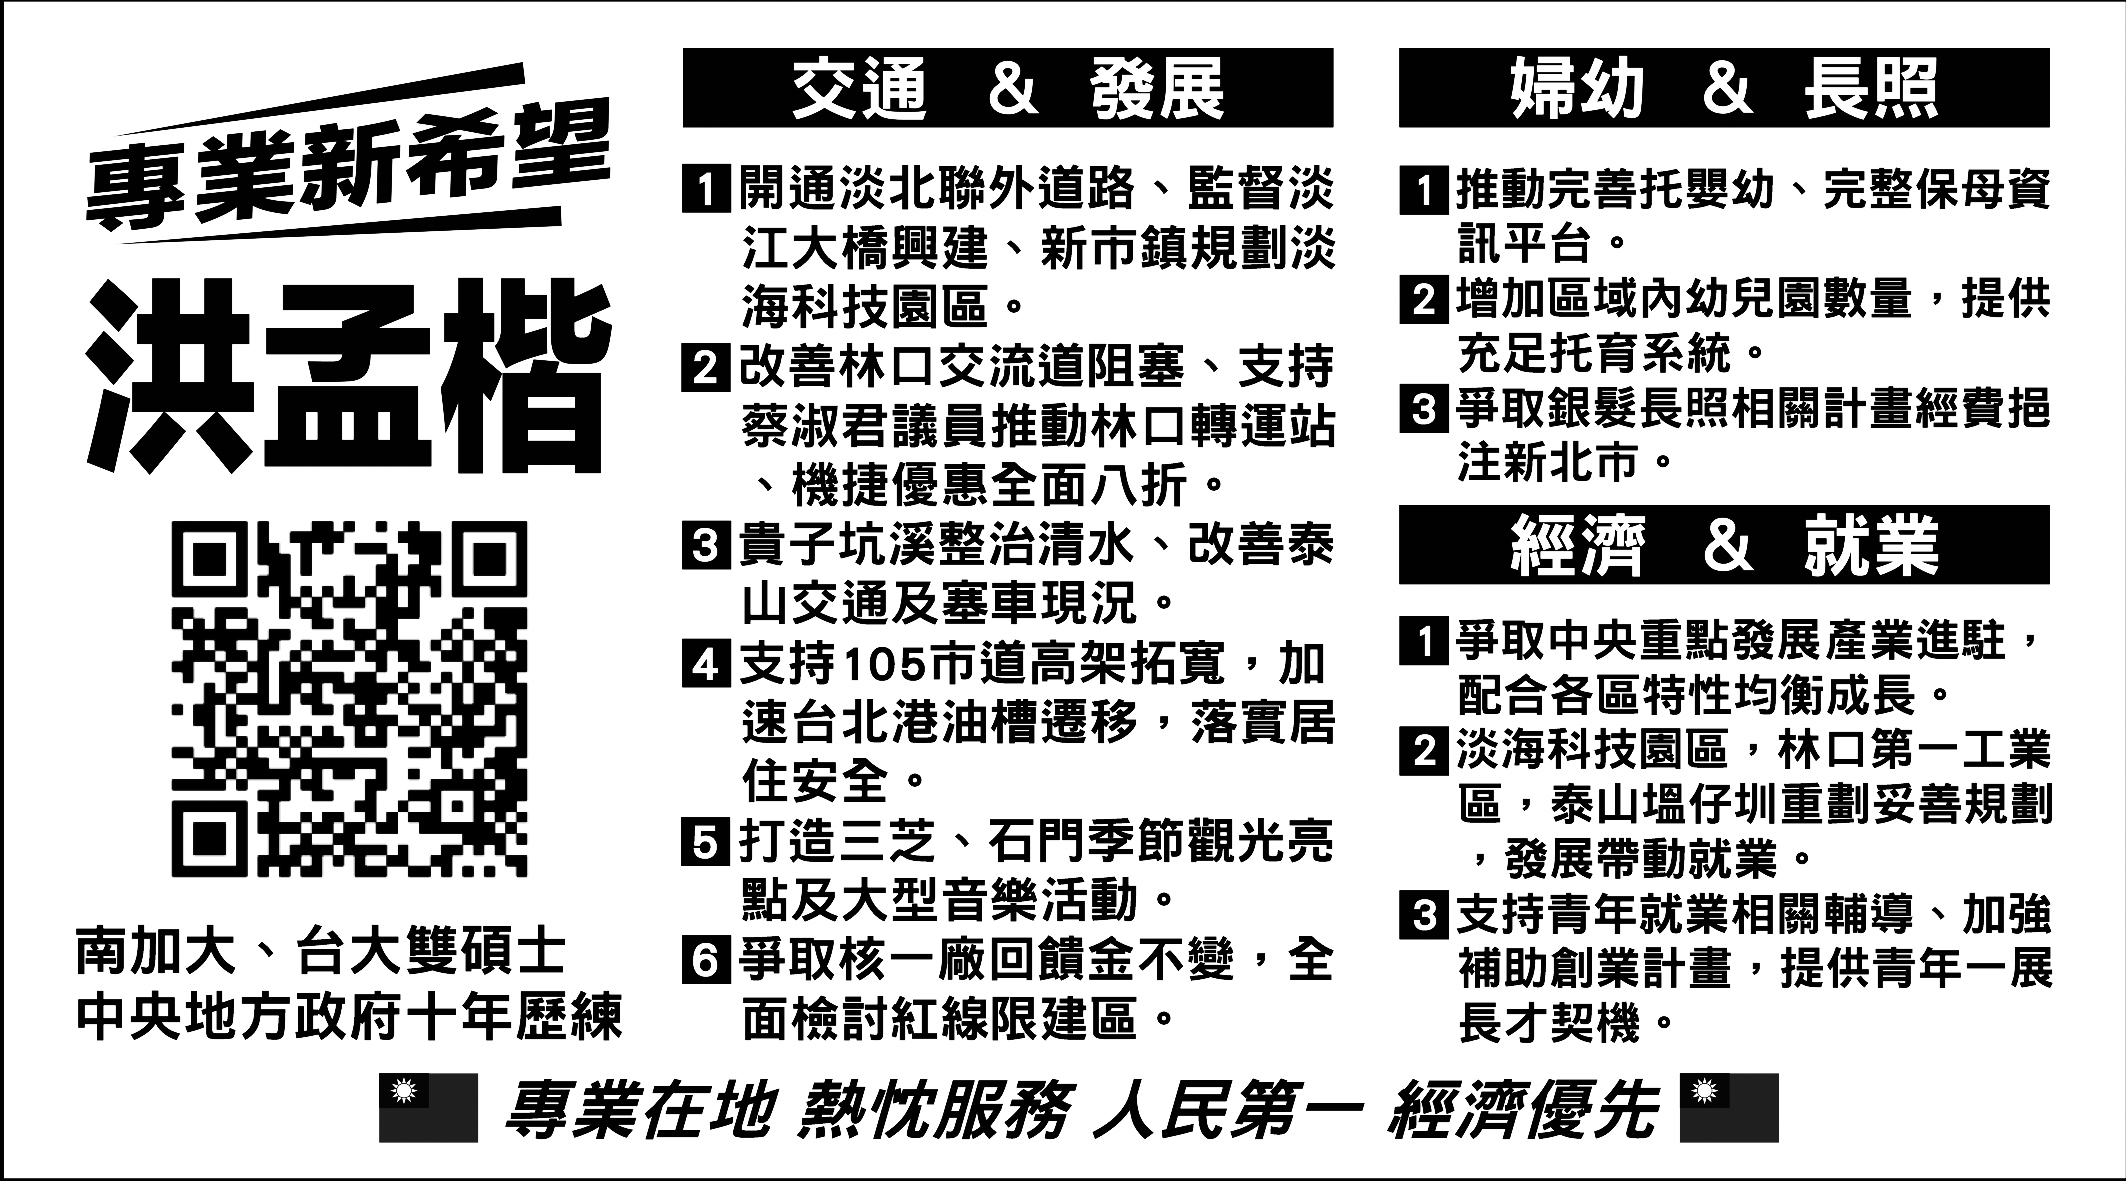 專業新希望
洪孟楷
南加大、台大雙碩士
中央地方政府十年歷練
交通 & 發展
1 開通淡北聯外道路、監督淡
江大橋興建、新市鎮規劃淡
海科技園區。
2 改善林口交流道阻塞、支持
蔡淑君議員推動林口轉運站
、機捷優惠全面八折。
3 貴子坑溪整治清水、改善泰
山交通及塞車現況。
4 支持105市道高架拓寬，加
速台北港油槽遷移，落實居
住安全。
5 打造三芝、石門季節觀光亮
點及大型音樂活動。
6 爭取核一廠回饋金不變，全
面檢討紅線限建區。
婦幼 & 長照
1 推動完善托嬰幼、完整保母資
訊平台。
2 增加區域內幼兒園數量，提供
充足托育系統。
3 爭取銀髮長照相關計畫經費挹
注新北市。
經濟 & 就業
1 爭取中央重點發展產業進駐，
配合各區特性均衡成長。
2 淡海科技園區，林口第一工業
區，泰山塭仔圳重劃妥善規劃
，發展帶動就業。
3 支持青年就業相關輔導、加強
補助創業計畫，提供青年一展
長才契機。
專業在地 熱忱服務 人民第一 經濟優先